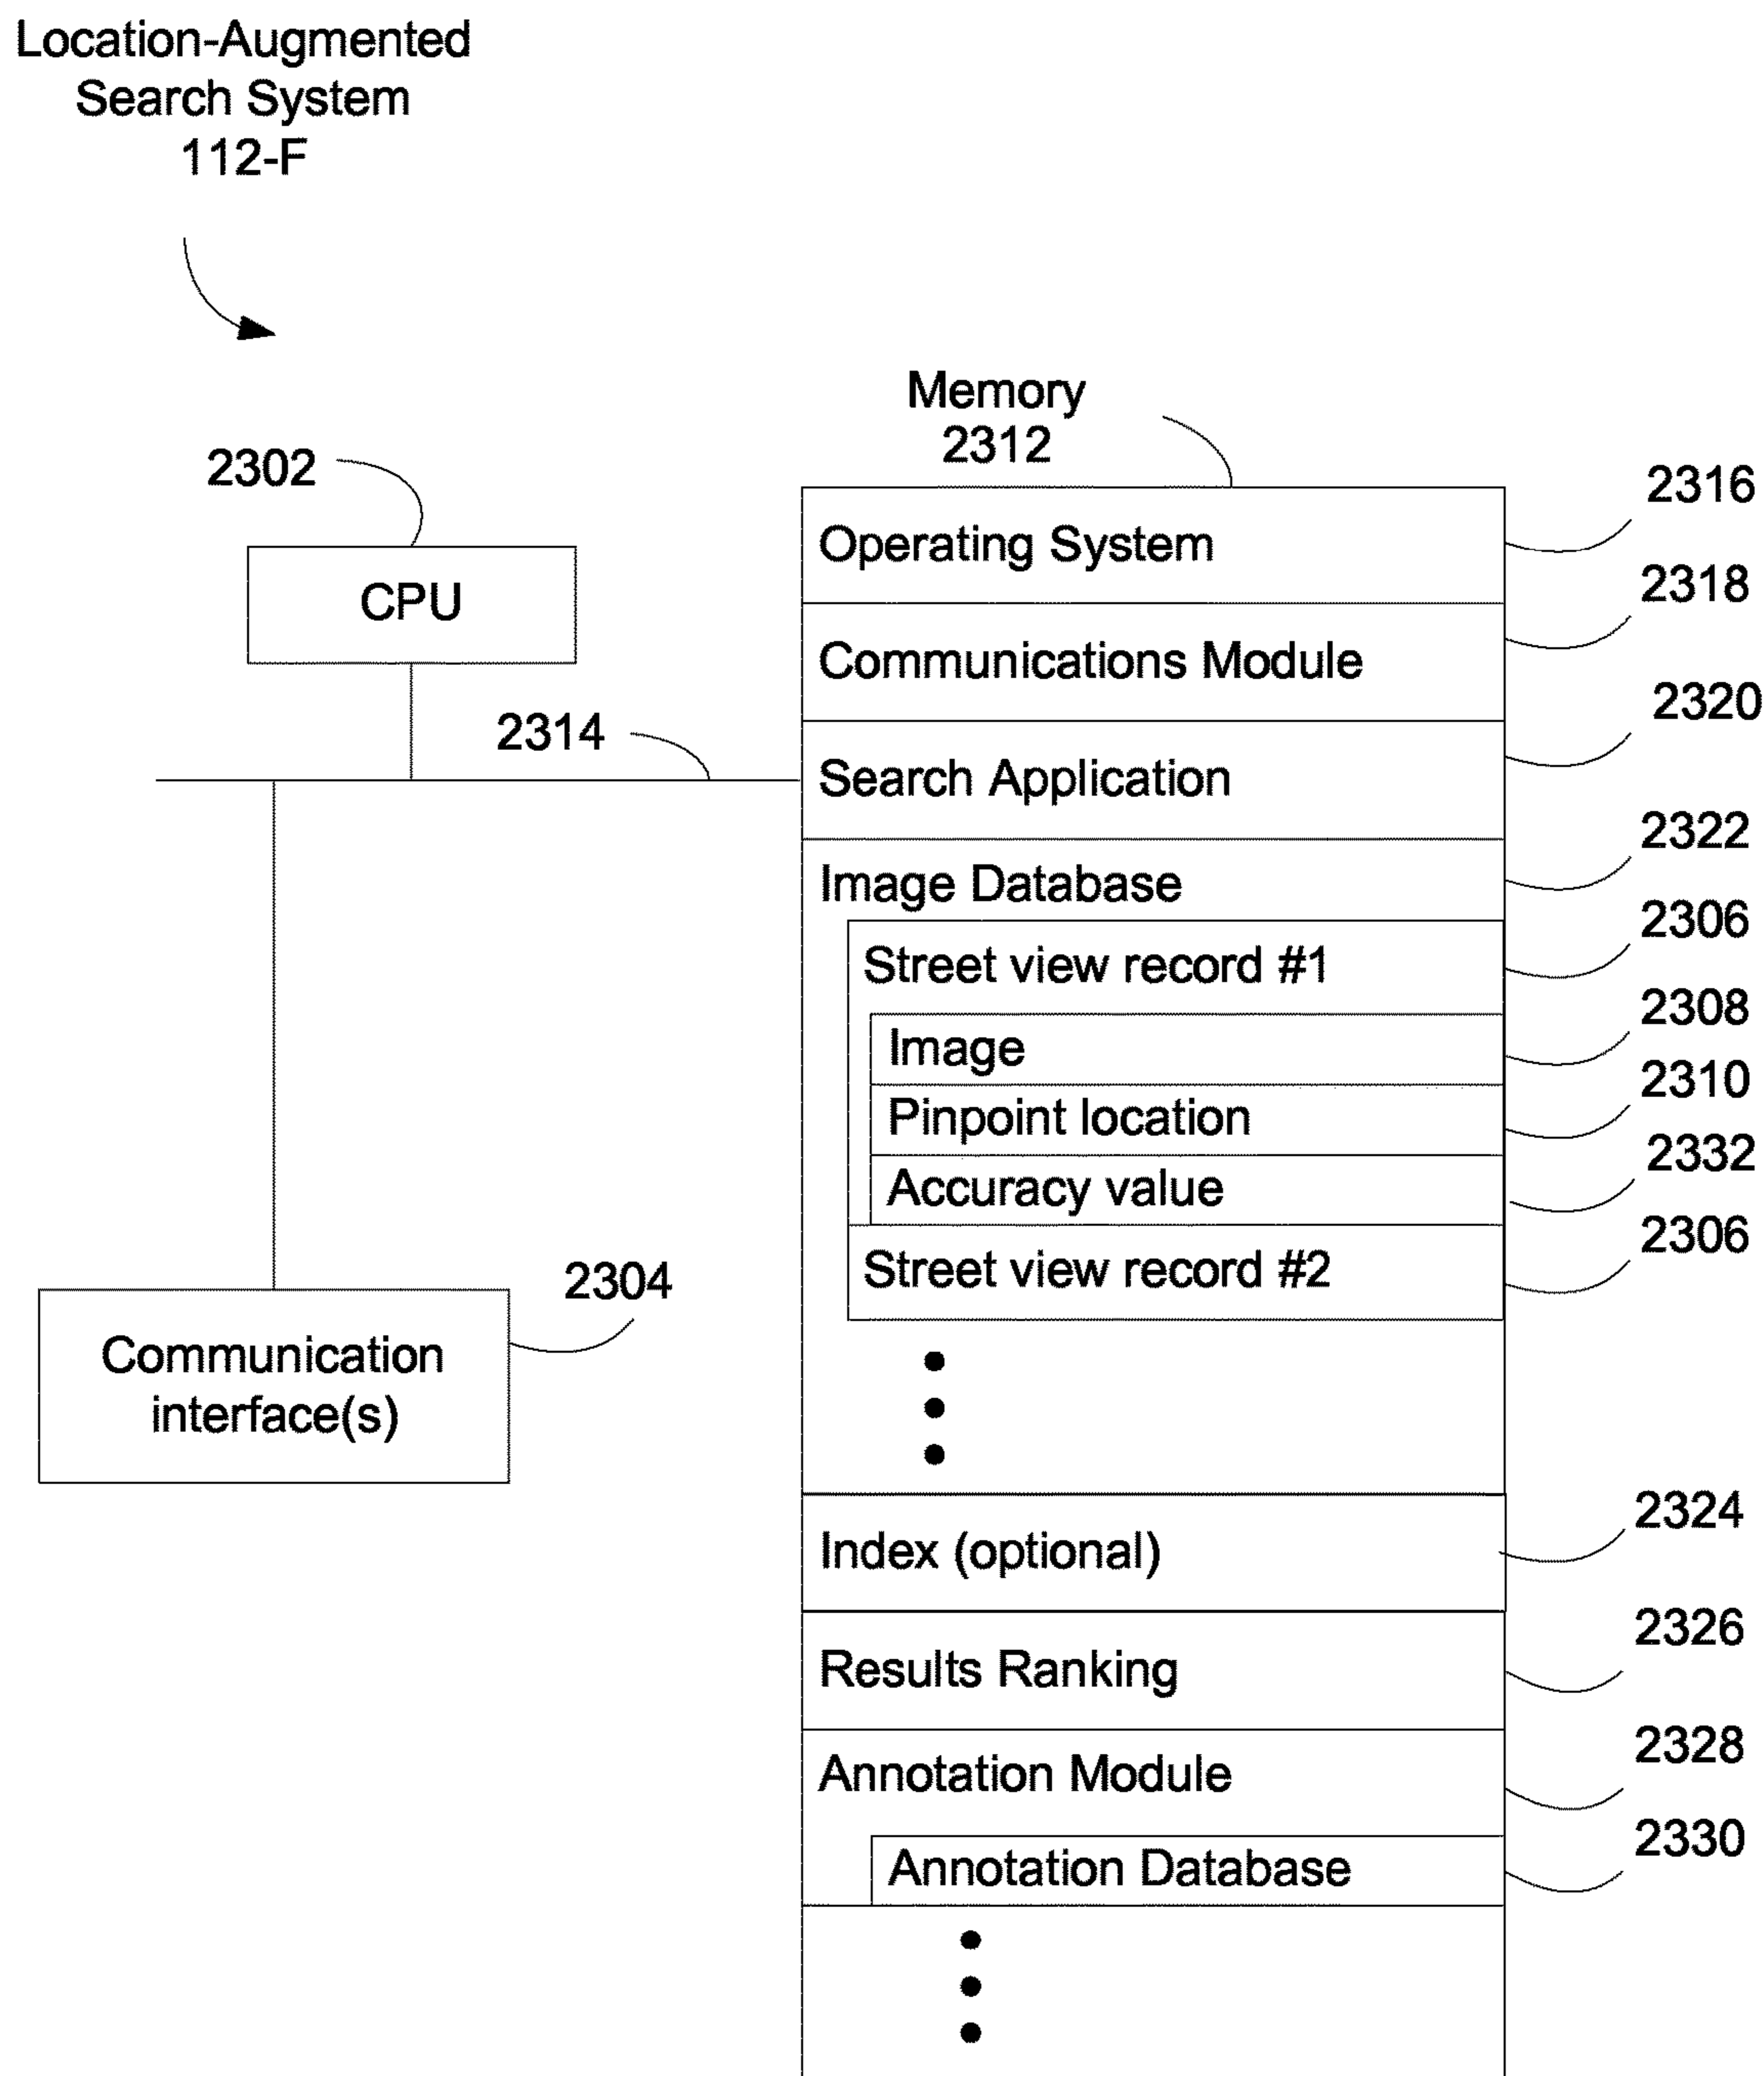 Location-Augmented
Search System
112-F
Memory
2312
2302
CPU
2314
2304
Communication
interface(s)
Operating System
2316
Communications Module
2318
Search Application
2320
Image Database
2322
Street view record #1
2306
Image
2308
Pinpoint location
2310
Accuracy value
2332
Street view record #2
2306
Index (optional)
2324
Results Ranking
2326
Annotation Module
2328
Annotation Database
2330